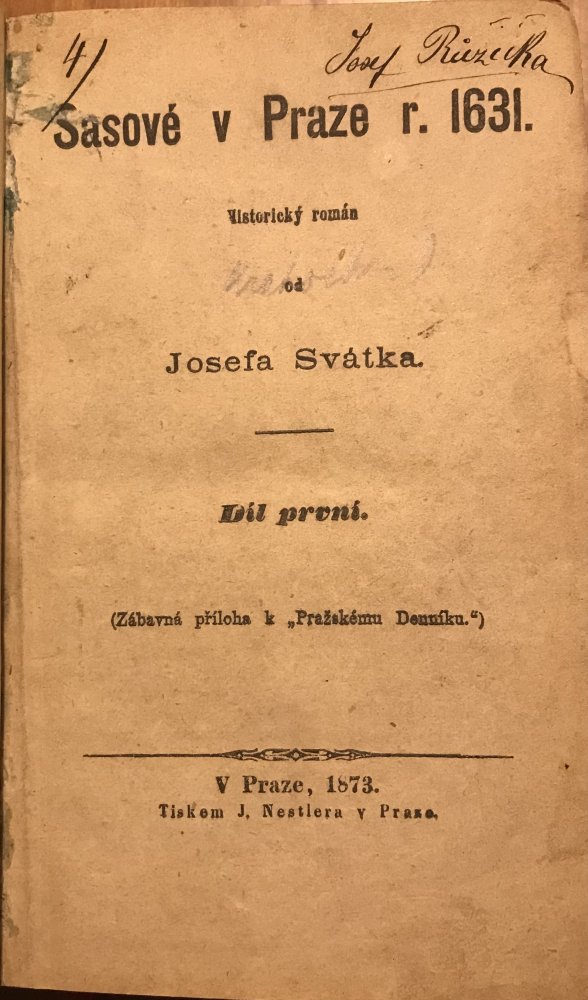 4/
Josef Růžička
Sasové v Praze r. 1631.
Historický román
od
Josefa Svátka.
Díl první.
(Zábavná příloha k „Pražskému Denníku.“)
V Praze, 1873.
Tiskem J. Nestlera v Praze.